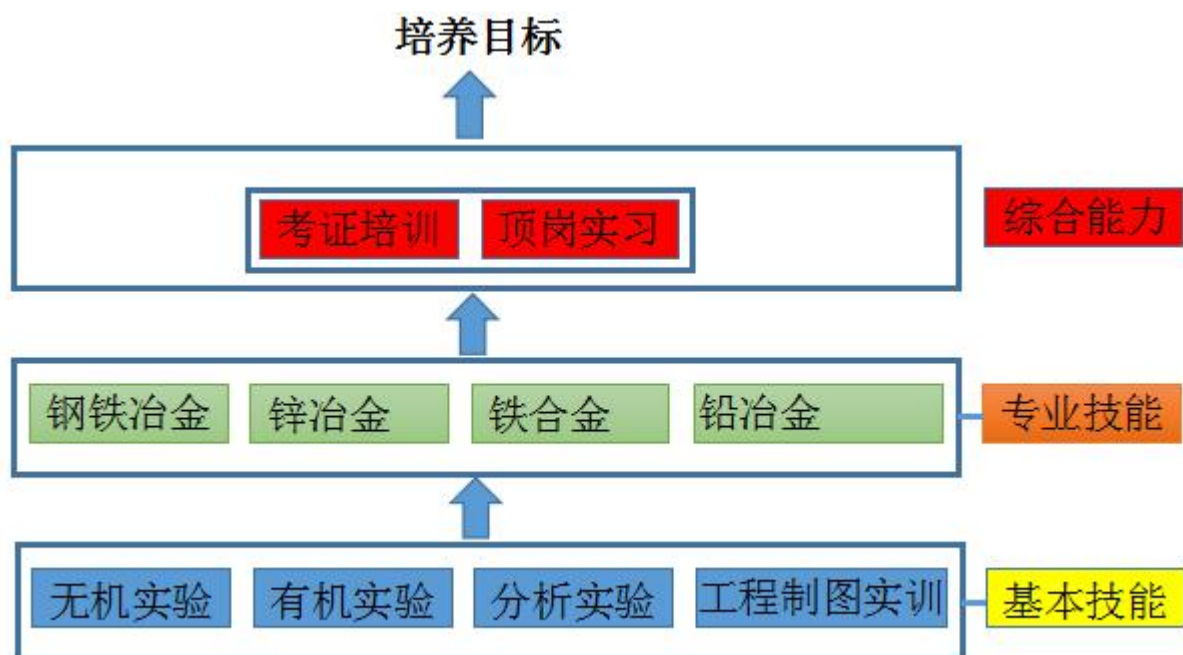 培养目标
考证培训 顶岗实习 综合能力
钢铁冶金 锌冶金 铁合金 铅冶金 专业技能
无机实验 有机实验 分析实验 工程制图实训 基本技能